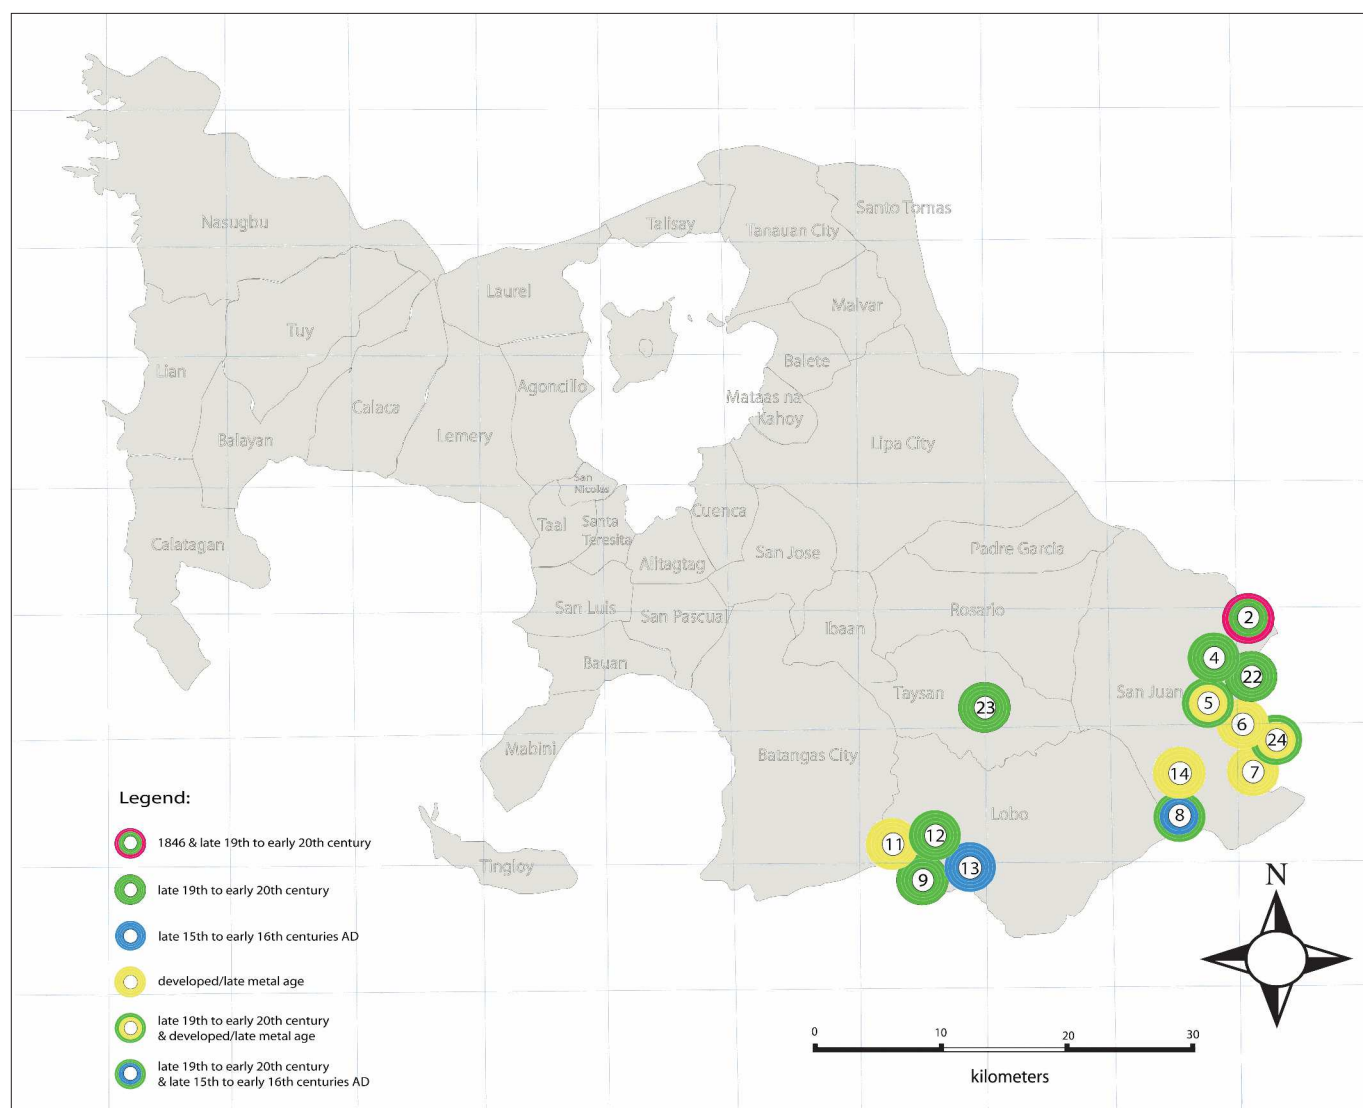 Santo Tomas
Nasugbu
Talisay
Tanauan City
Laurel
Malvar
Tuy
Balete
Lian
Agoncillo
Mataas na
Kahoy
Calaca
Lemery
Balayan
Lipa City
San
Nicolas
Cuenca
Taal
Santa
Teresita
Calatagan
San Jose
Padre Garcia
Alitagtag
San Luis
San Pascual
Rosario
Ibaan
2
4
Bauan
22
Taysan
San Juan
5
23
6
24
Mabini
Batangas City
14
7
Lobo
8
12
11
13
9
Tingloy
Legend:
1846 & late 19th to early 20th century
late 19th to early 20th century
late 15th to early 16th centuries AD
developed/late metal age
late 19th to early 20th century
& developed/late metal age
late 19th to early 20th century
& late 15th to early 16th centuries AD
N
0 10 20 30
kilometers